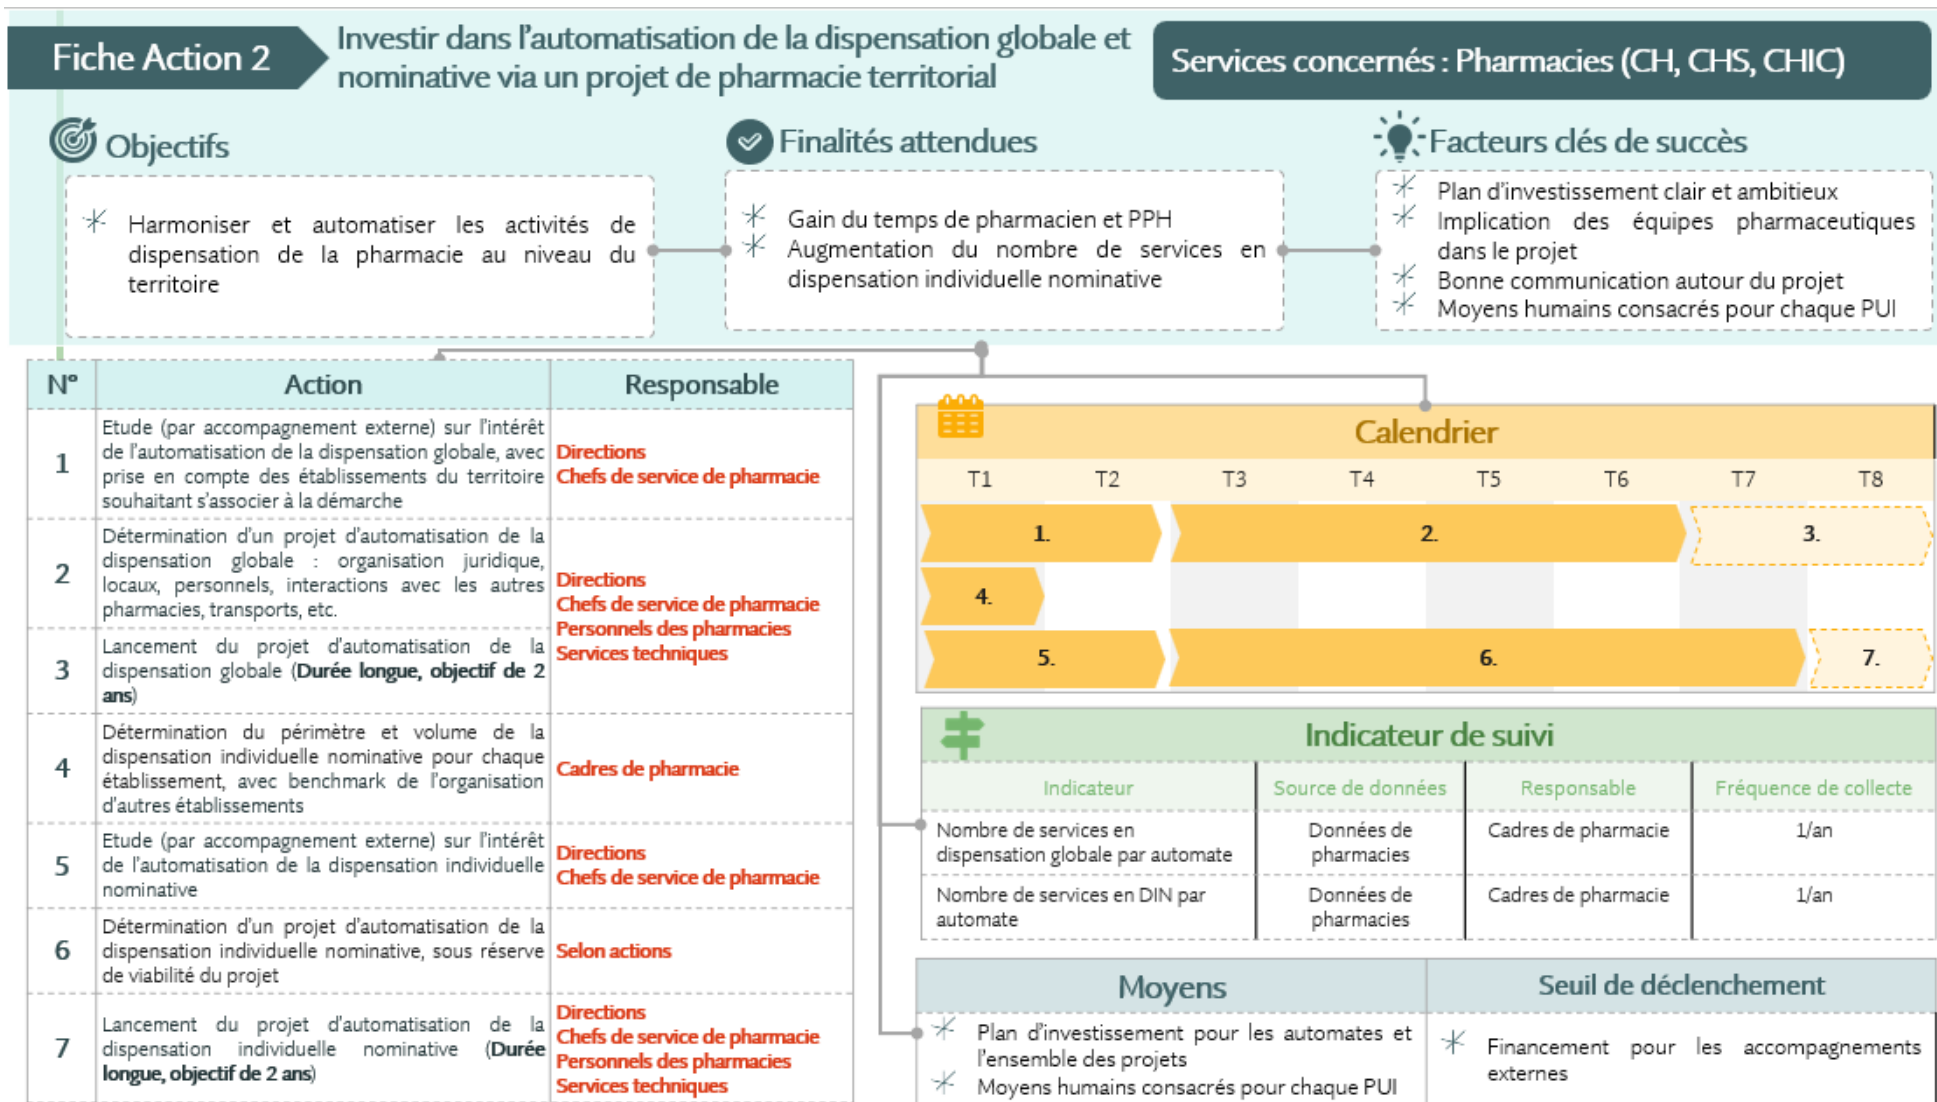 Fiche Action 2
Investir dans l'automatisation de la dispensation globale et
nominative via un projet de pharmacie territorial
Services concernés : Pharmacies (CH, CHS, CHIC)
Objectifs
Harmoniser et automatiser les activités de
dispensation de la pharmacie au niveau du
territoire
Finalités attendues
Gain du temps de pharmacien et PPH
Augmentation du nombre de services en
dispensation individuelle nominative
Facteurs clés de succès
Plan d'investissement clair et ambitieux
Implication des équipes pharmaceutiques
dans le projet
Bonne communication autour du projet
Moyens humains consacrés pour chaque PUI
N° Action Responsable
1
Etude (par accompagnement externe) sur l'intérêt
de l'automatisation de la dispensation globale, avec
prise en compte des établissements du territoire
souhaitant s'associer à la démarche
Directions
Chefs de service de pharmacie
2
Détermination d'un projet d'automatisation de la
dispensation globale : organisation juridique,
locaux, personnels, interactions avec les autres
pharmacies, transports, etc.
Directions
Chefs de service de pharmacie
Personnels des pharmacies
Services techniques
3
Lancement du projet d'automatisation de la
dispensation globale (Durée longue, objectif de 2
ans)
4
Détermination du périmètre et volume de la
dispensation individuelle nominative pour chaque
établissement, avec benchmark de l'organisation
d'autres établissements
Cadres de pharmacie
5
Etude (par accompagnement externe) sur l'intérêt
de l'automatisation de la dispensation individuelle
nominative
Directions
Chefs de service de pharmacie
6
Détermination d'un projet d'automatisation de la
dispensation individuelle nominative, sous réserve
de viabilité du projet
Selon actions
7
Lancement du projet d'automatisation de la
dispensation individuelle nominative (Durée
longue, objectif de 2 ans)
Directions
Chefs de service de pharmacie
Personnels des pharmacies
Services techniques
Calendrier
T1 T2 T3 T4 T5 T6 T7 T8
1. 2. 3.
4.
5. 6. 7.
Indicateur de suivi
Indicateur Source de données Responsable Fréquence de collecte
Nombre de services en
dispensation globale par automate
Données de
pharmacies
Cadres de pharmacie
1/an
Nombre de services en DIN par
automate
Données de
pharmacies
Cadres de pharmacie
1/an
Moyens
Plan d'investissement pour les automates et
l'ensemble des projets
Moyens humains consacrés pour chaque PUI
Seuil de déclenchement
Financement pour les accompagnements
externes